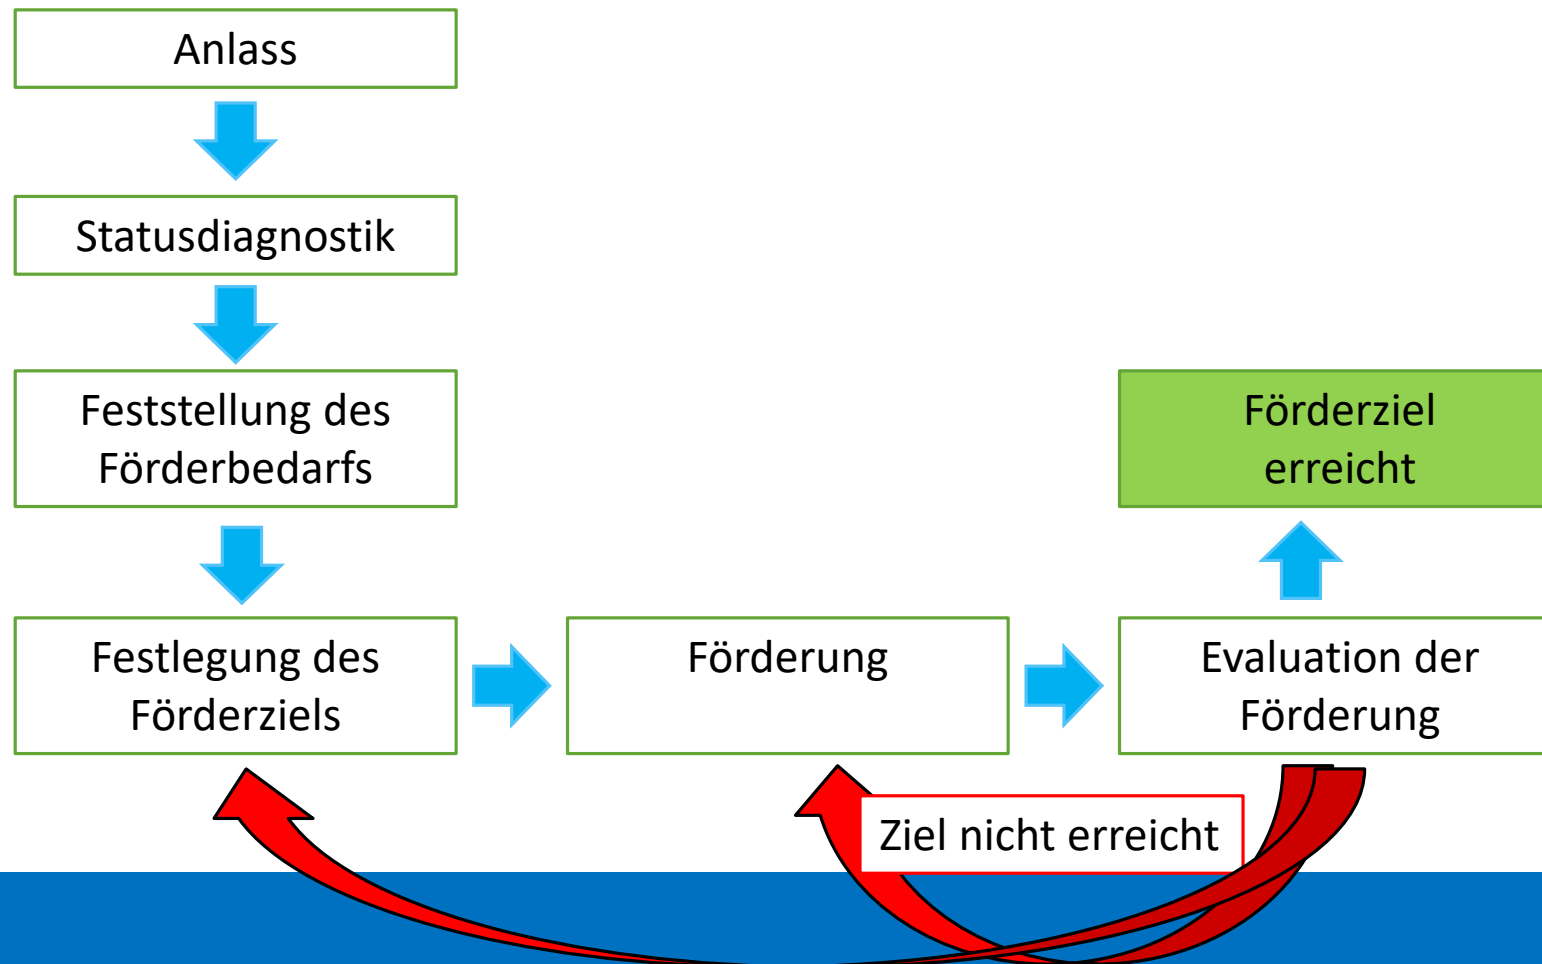 Anlass
Statusdiagnostik
Feststellung des
Förderbedarfs
Festlegung des
Förderziels
Förderung
Evaluation der
Förderung
Förderziel
erreicht
Ziel nicht erreicht